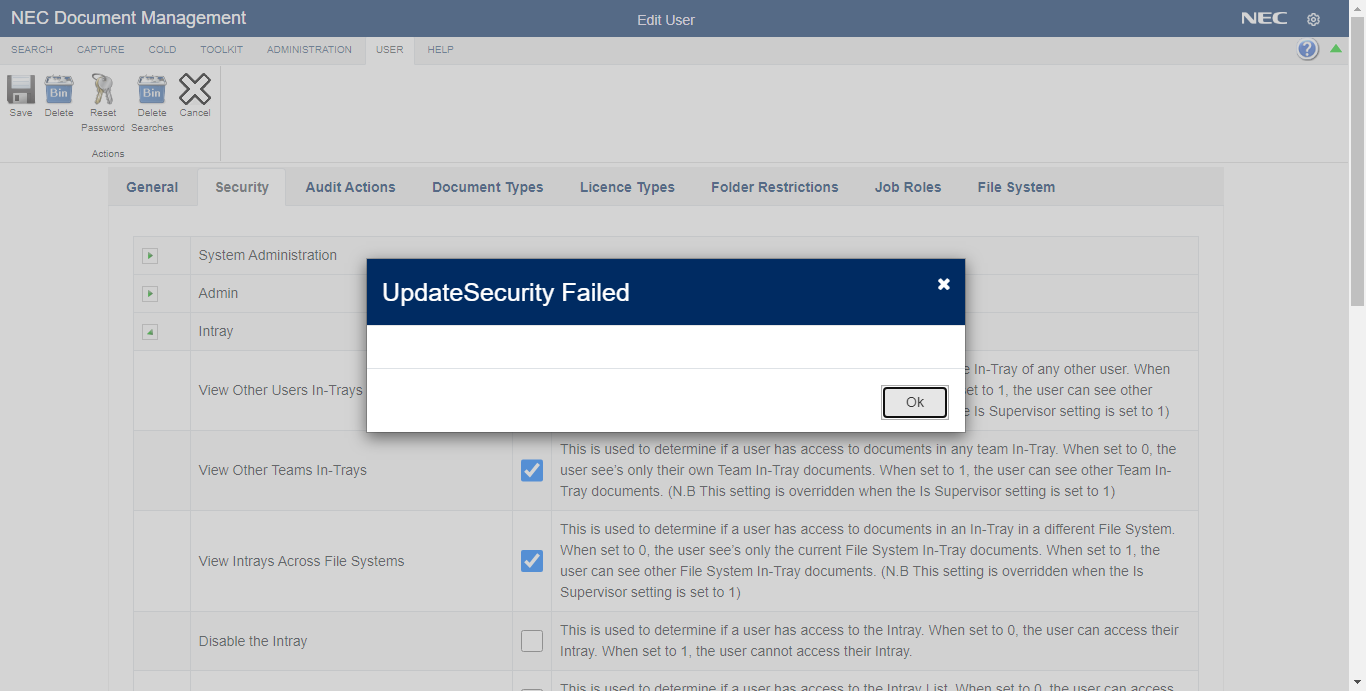 NEC Document Management
Edit User
NEC
SEARCH CAPTURE COLD TOOLKIT ADMINISTRATION USER HELP
?
Bin
Bin
Save Delete Reset Password Delete Searches Cancel
Actions
General Security Audit Actions Document Types Licence Types Folder Restrictions Job Roles File System
System Administration
Admin
Intray
UpdateSecurity Failed
Ok
View Other Users In-Trays
e In-Tray of any other user. When
et to 1, the user can see other
e Is Supervisor setting is set to 1)
View Other Teams In-Trays
This is used to determine if a user has access to documents in any team In-Tray. When set to 0, the
user see's only their own Team In-Tray documents. When set to 1, the user can see other Team In-
Tray documents. (N.B This setting is overridden when the Is Supervisor setting is set to 1)
View Intrays Across File Systems
This is used to determine if a user has access to documents in an In-Tray in a different File System.
When set to 0, the user see's only the current File System In-Tray documents. When set to 1, the
user can see other File System In-Tray documents. (N.B This setting is overridden when the Is
Supervisor setting is set to 1)
Disable the Intray
This is used to determine if a user has access to the Intray. When set to 0, the user can access their
Intray. When set to 1, the user cannot access their Intray.
This is used to determine if a user has access to the Intray List. When set to 0, the user can access